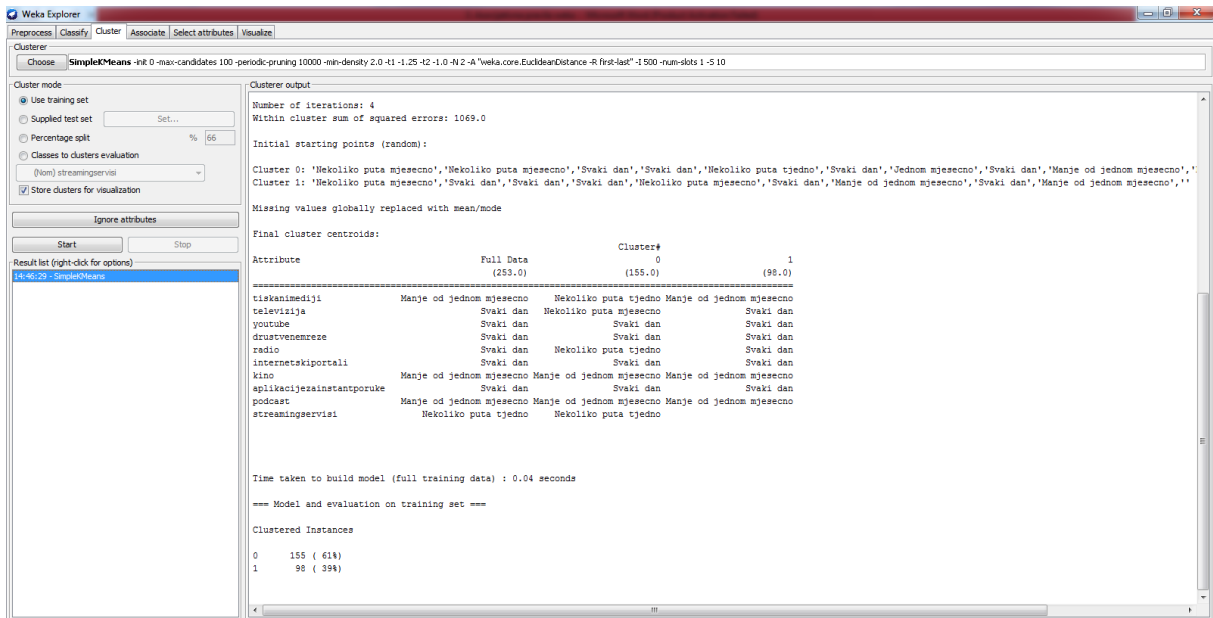 Weka Explorer
Preprocess Classify Cluster Associate Select attributes Visualize
Clusterer
Choose SimpleKMeans -init 0 -max-candidates 100 -periodic-pruning 10000 -min-density 2.0 -t1 -1.25 -t2 -1.0 -N 2 -A "weka.core.EuclideanDistance -R first-last" -I 500 -num-slots 1 -S 10
Cluster mode
Use training set
Supplied test set Set...
Percentage split % 66
Classes to clusters evaluation
(Nom) streamingservisi
Store clusters for visualization
Ignore attributes
Start Stop
Result list (right-click for options)
14:46:29 - SimpleKMeans
Clusterer output
Number of iterations: 4
Within cluster sum of squared errors: 1069.0
Initial starting points (random):
Cluster 0: 'Nekoliko puta mjesecno','Nekoliko puta mjesecno','Svaki dan','Svaki dan','Nekoliko puta tjedno','Svaki dan','Jednom mjesecno','Svaki dan','Manje od jednom mjesecno','
Cluster 1: 'Nekoliko puta mjesecno','Svaki dan','Svaki dan','Svaki dan','Nekoliko puta mjesecno','Svaki dan','Manje od jednom mjesecno','Svaki dan','Manje od jednom mjesecno',''
Missing values globally replaced with mean/mode
Final cluster centroids:
Cluster#
Attribute Full Data 0 1
(253.0) (155.0) (98.0)
==========================================================================================
tiskanimediji Manje od jednom mjesecno Nekoliko puta tjedno Manje od jednom mjesecno
televizija Svaki dan Nekoliko puta mjesecno Svaki dan
youtube Svaki dan Svaki dan Svaki dan
drustvenemreze Svaki dan Svaki dan Svaki dan
radio Svaki dan Nekoliko puta tjedno Svaki dan
internetskiportali Svaki dan Svaki dan Svaki dan
kino Manje od jednom mjesecno Manje od jednom mjesecno Manje od jednom mjesecno
aplikacijezainstantporuke Svaki dan Svaki dan Svaki dan
podcast Manje od jednom mjesecno Manje od jednom mjesecno Manje od jednom mjesecno
streamingservisi Nekoliko puta tjedno Nekoliko puta tjedno
Time taken to build model (full training data) : 0.04 seconds
=== Model and evaluation on training set ===
Clustered Instances
0 155 ( 61%)
1 98 ( 39%)